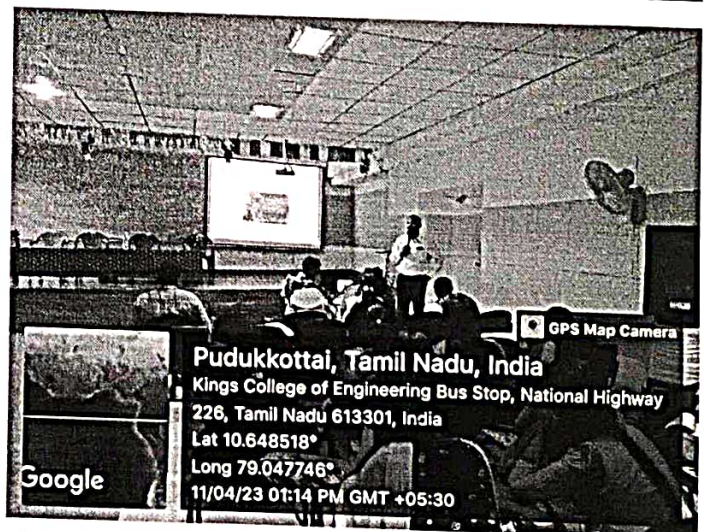 GPS Map Camera
Pudukkottai, Tamil Nadu, India
Kings College of Engineering Bus Stop, National Highway
226, Tamil Nadu 613301, India
Lat 10.648518°
Long 79.047746°
11/04/23 01:14 PM GMT +05:30
Google